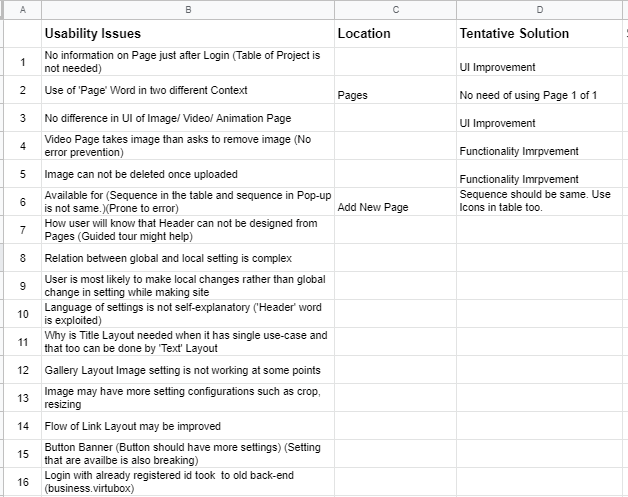 A B C D
Usability Issues Location Tentative Solution
1 No information on Page just after Login (Table of Project is
not needed) UI Improvement
2 Use of 'Page' Word in two different Context Pages No need of using Page 1 of 1
3 No difference in UI of Image/ Video/ Animation Page UI Improvement
4 Video Page takes image than asks to remove image (No
error prevention) Functionality Imrpvement
5 Image can not be deleted once uploaded Functionality Imrpvement
6 Available for (Sequence in the table and sequence in Pop-up
is not same.)(Prone to error) Add New Page Sequence should be same. Use
Icons in table too.
7 How user will know that Header can not be designed from
Pages (Guided tour might help)
8 Relation between global and local setting is complex
9 User is most likely to make local changes rather than global
change in setting while making site
10 Language of settings is not self-explanatory ('Header' word
is exploited)
11 Why is Title Layout needed when it has single use-case and
that too can be done by 'Text' Layout
12 Gallery Layout Image setting is not working at some points
13 Image may have more setting configurations such as crop,
resizing
14 Flow of Link Layout may be improved
15 Button Banner (Button should have more settings) (Setting
that are availbe is also breaking)
16 Login with already registered id took to old back-end
(business.virtubox)